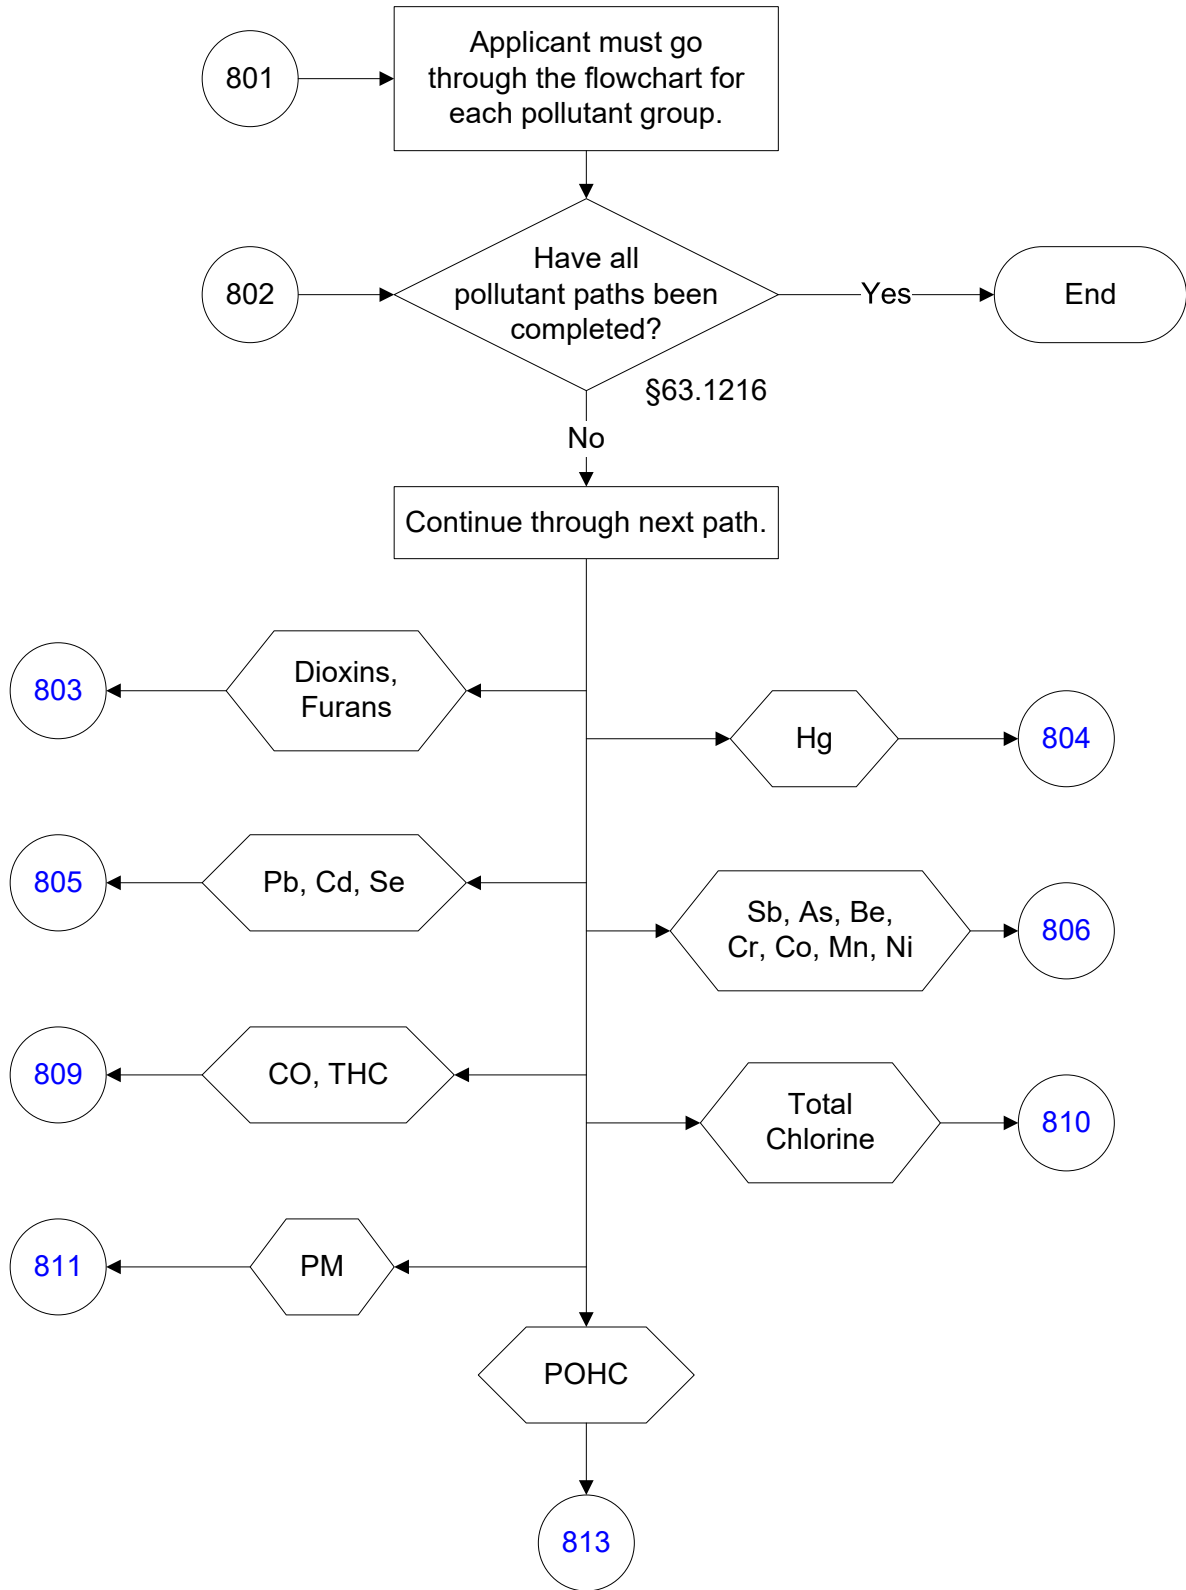 801
Applicant must go
through the flowchart for
each pollutant group.
802
Have all
pollutant paths been
completed?
Yes
End
§63.1216
No
Continue through next path.
803
Dioxins,
Furans
Hg
804
805
Pb, Cd, Se
Sb, As, Be,
Cr, Co, Mn, Ni
806
809
CO, THC
Total
Chlorine
810
811
PM
POHC
813